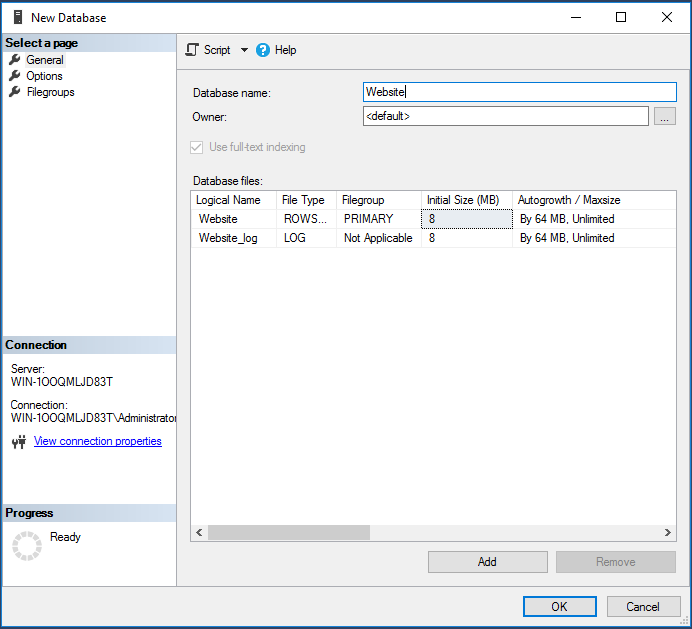 New Database
Select a page
General
Options
Filegroups
Script
Help
Database name:
Website
Owner:
<default>
...
Use full-text indexing
Database files:
Logical Name File Type Filegroup Initial Size (MB) Autogrowth / Maxsize
Website ROWS... PRIMARY 8 By 64 MB, Unlimited
Website_log LOG Not Applicable 8 By 64 MB, Unlimited
Connection
Server:
WIN-1OOQMLJD83T
Connection:
WIN-1OOQMLJD83T\Administrator
View connection properties
Progress
Ready
Add
Remove
OK
Cancel